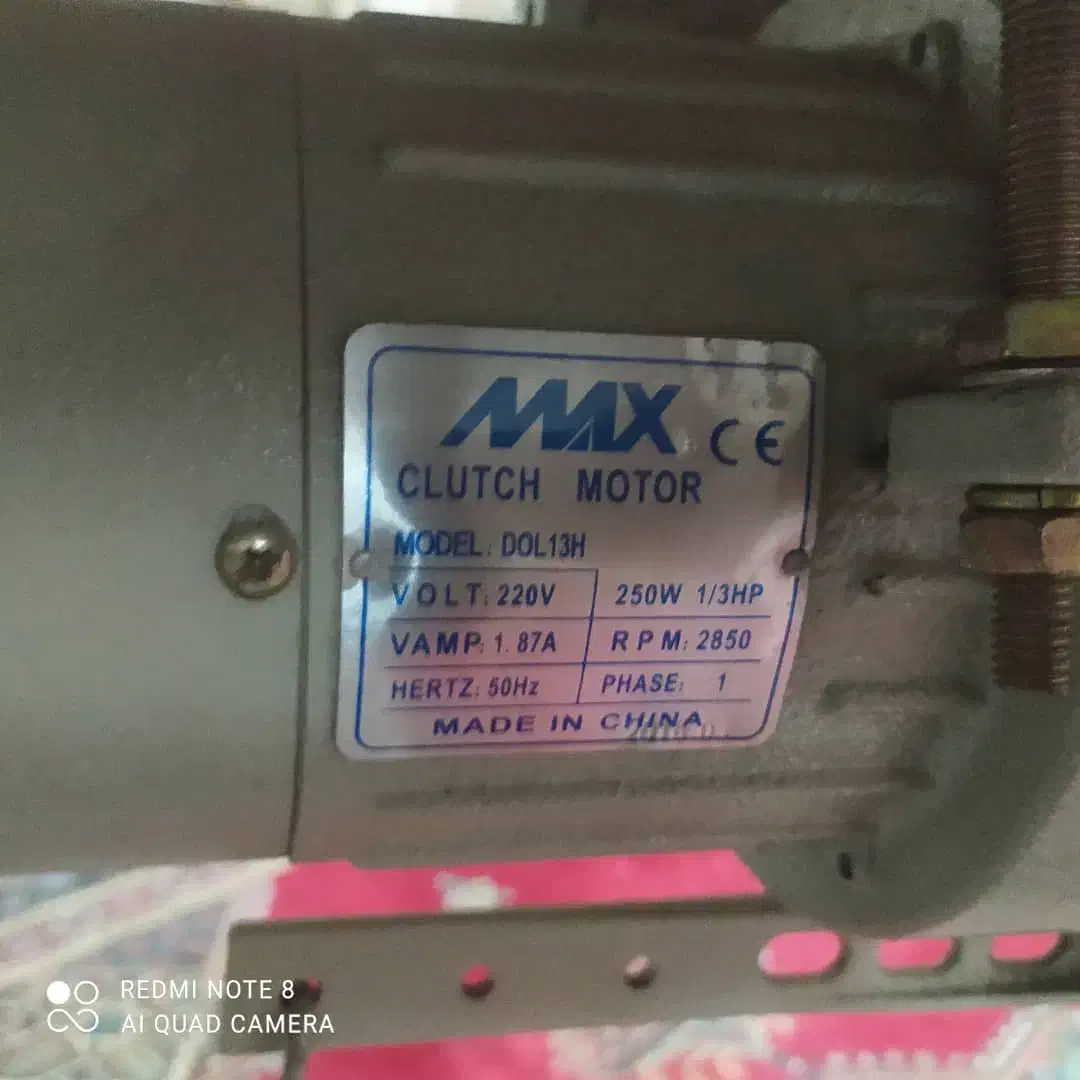 MAX CE
CLUTCH MOTOR
MODEL: DOL13H
VOLT: 220V 250W 1/3HP
VAMP: 1.87A RPM: 2850
HERTZ: 50Hz PHASE: 1
MADE IN CHINA
REDMI NOTE 8
AI QUAD CAMERA